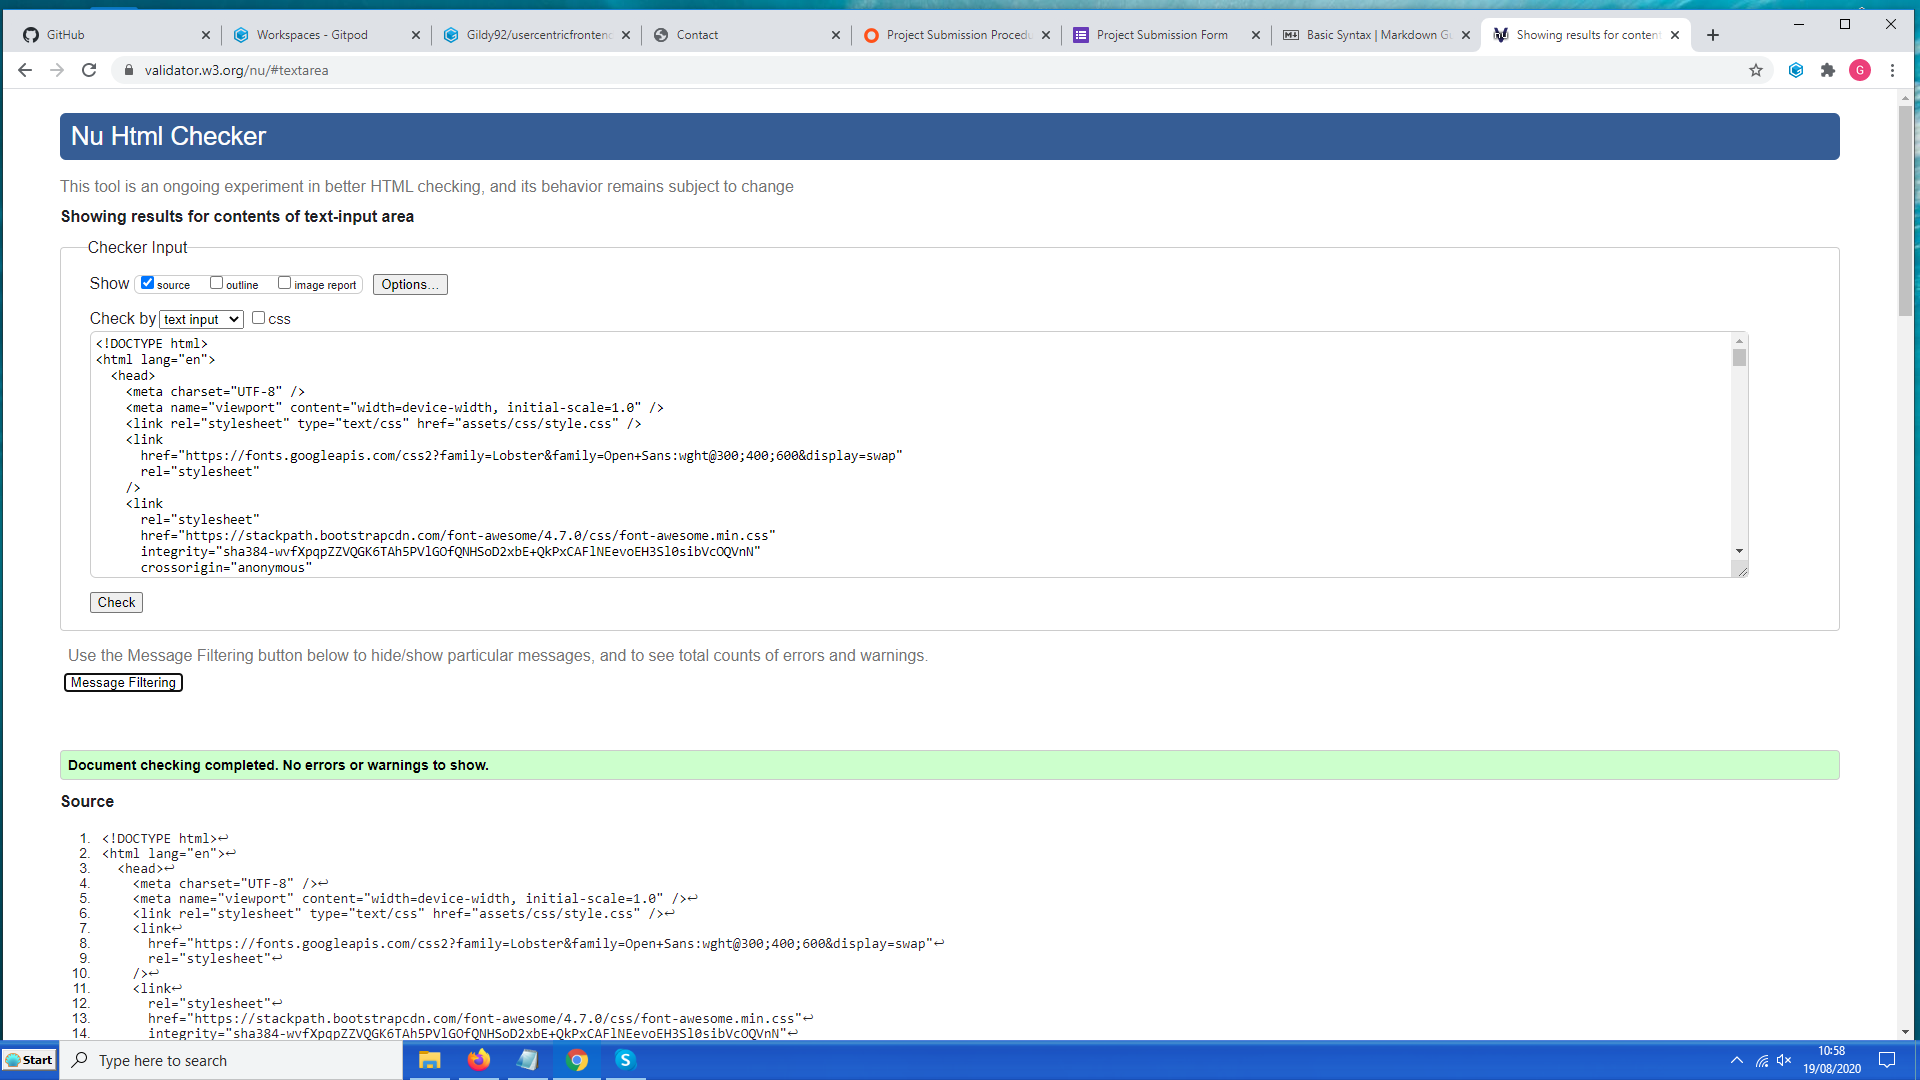 GitHub
Workspaces - Gitpod
Gildy92/usercentricfrontend
Contact
Project Submission Procedu
Project Submission Form
Basic Syntax | Markdown Gu
Showing results for content
validator.w3.org/nu/#textarea
G
Nu Html Checker
This tool is an ongoing experiment in better HTML checking, and its behavior remains subject to change
Showing results for contents of text-input area
Checker Input
Show source outline image report Options...
Check by text input css
<!DOCTYPE html>
<html lang="en">
<head>
<meta charset="UTF-8" />
<meta name="viewport" content="width=device-width, initial-scale=1.0" />
<link rel="stylesheet" type="text/css" href="assets/css/style.css" />
<link
href="https://fonts.googleapis.com/css2?family=Lobster&family=Open+Sans:wght@300;400;600&display=swap"
rel="stylesheet"
/>
<link
rel="stylesheet"
href="https://stackpath.bootstrapcdn.com/font-awesome/4.7.0/css/font-awesome.min.css"
integrity="sha384-wvfXpqpZZVQGK6TAh5PVlGOfQNHSoD2xbE+QkPxCAFlNEevoEH3Sl0sibVcOQVnN"
crossorigin="anonymous"
Check
Use the Message Filtering button below to hide/show particular messages, and to see total counts of errors and warnings.
Message Filtering
Document checking completed. No errors or warnings to show.
Source
1. <!DOCTYPE html>↩
2. <html lang="en">↩
3. <head>↩
4. <meta charset="UTF-8" />↩
5. <meta name="viewport" content="width=device-width, initial-scale=1.0" />↩
6. <link rel="stylesheet" type="text/css" href="assets/css/style.css" />↩
7. <link↩
8. href="https://fonts.googleapis.com/css2?family=Lobster&family=Open+Sans:wght@300;400;600&display=swap"↩
9. rel="stylesheet"↩
10. />↩
11. <link↩
12. rel="stylesheet"↩
13. href="https://stackpath.bootstrapcdn.com/font-awesome/4.7.0/css/font-awesome.min.css"↩
14. integrity="sha384-wvfXpqpZZVQGK6TAh5PVlGOfQNHSoD2xbE+QkPxCAFlNEevoEH3Sl0sibVcOQVnN"↩
Start
Type here to search
10:58
19/08/2020